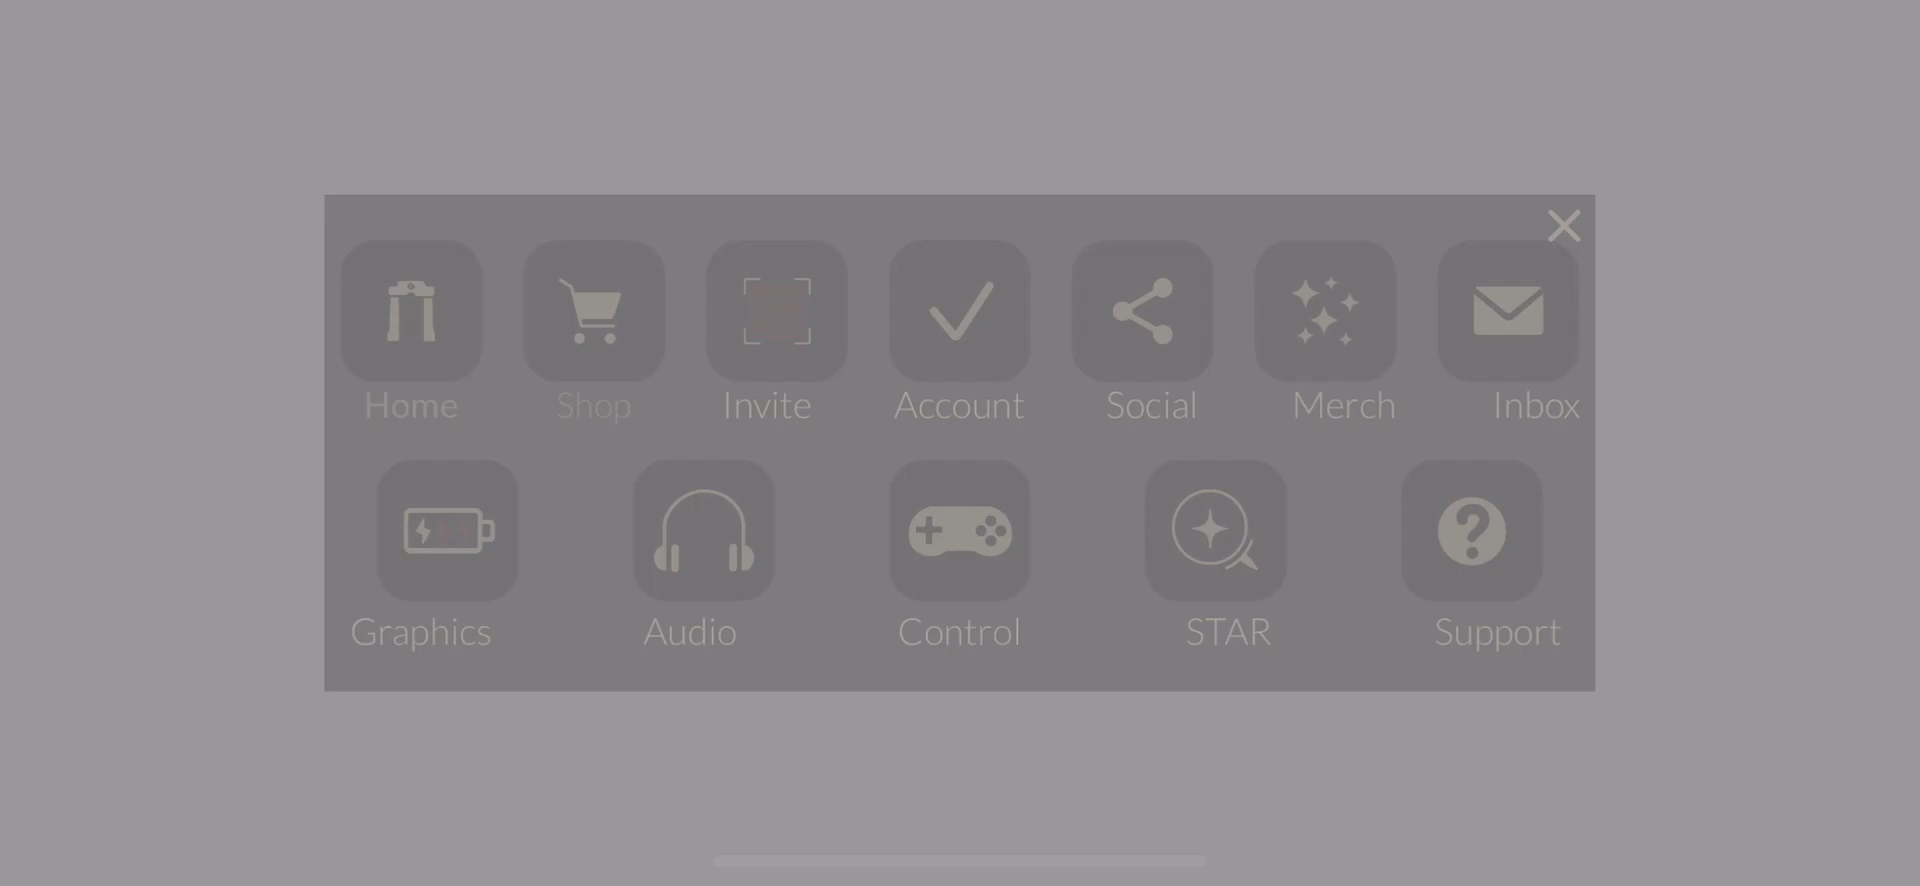 Home Shop Invite Account Social Merch Inbox
Graphics Audio Control STAR Support